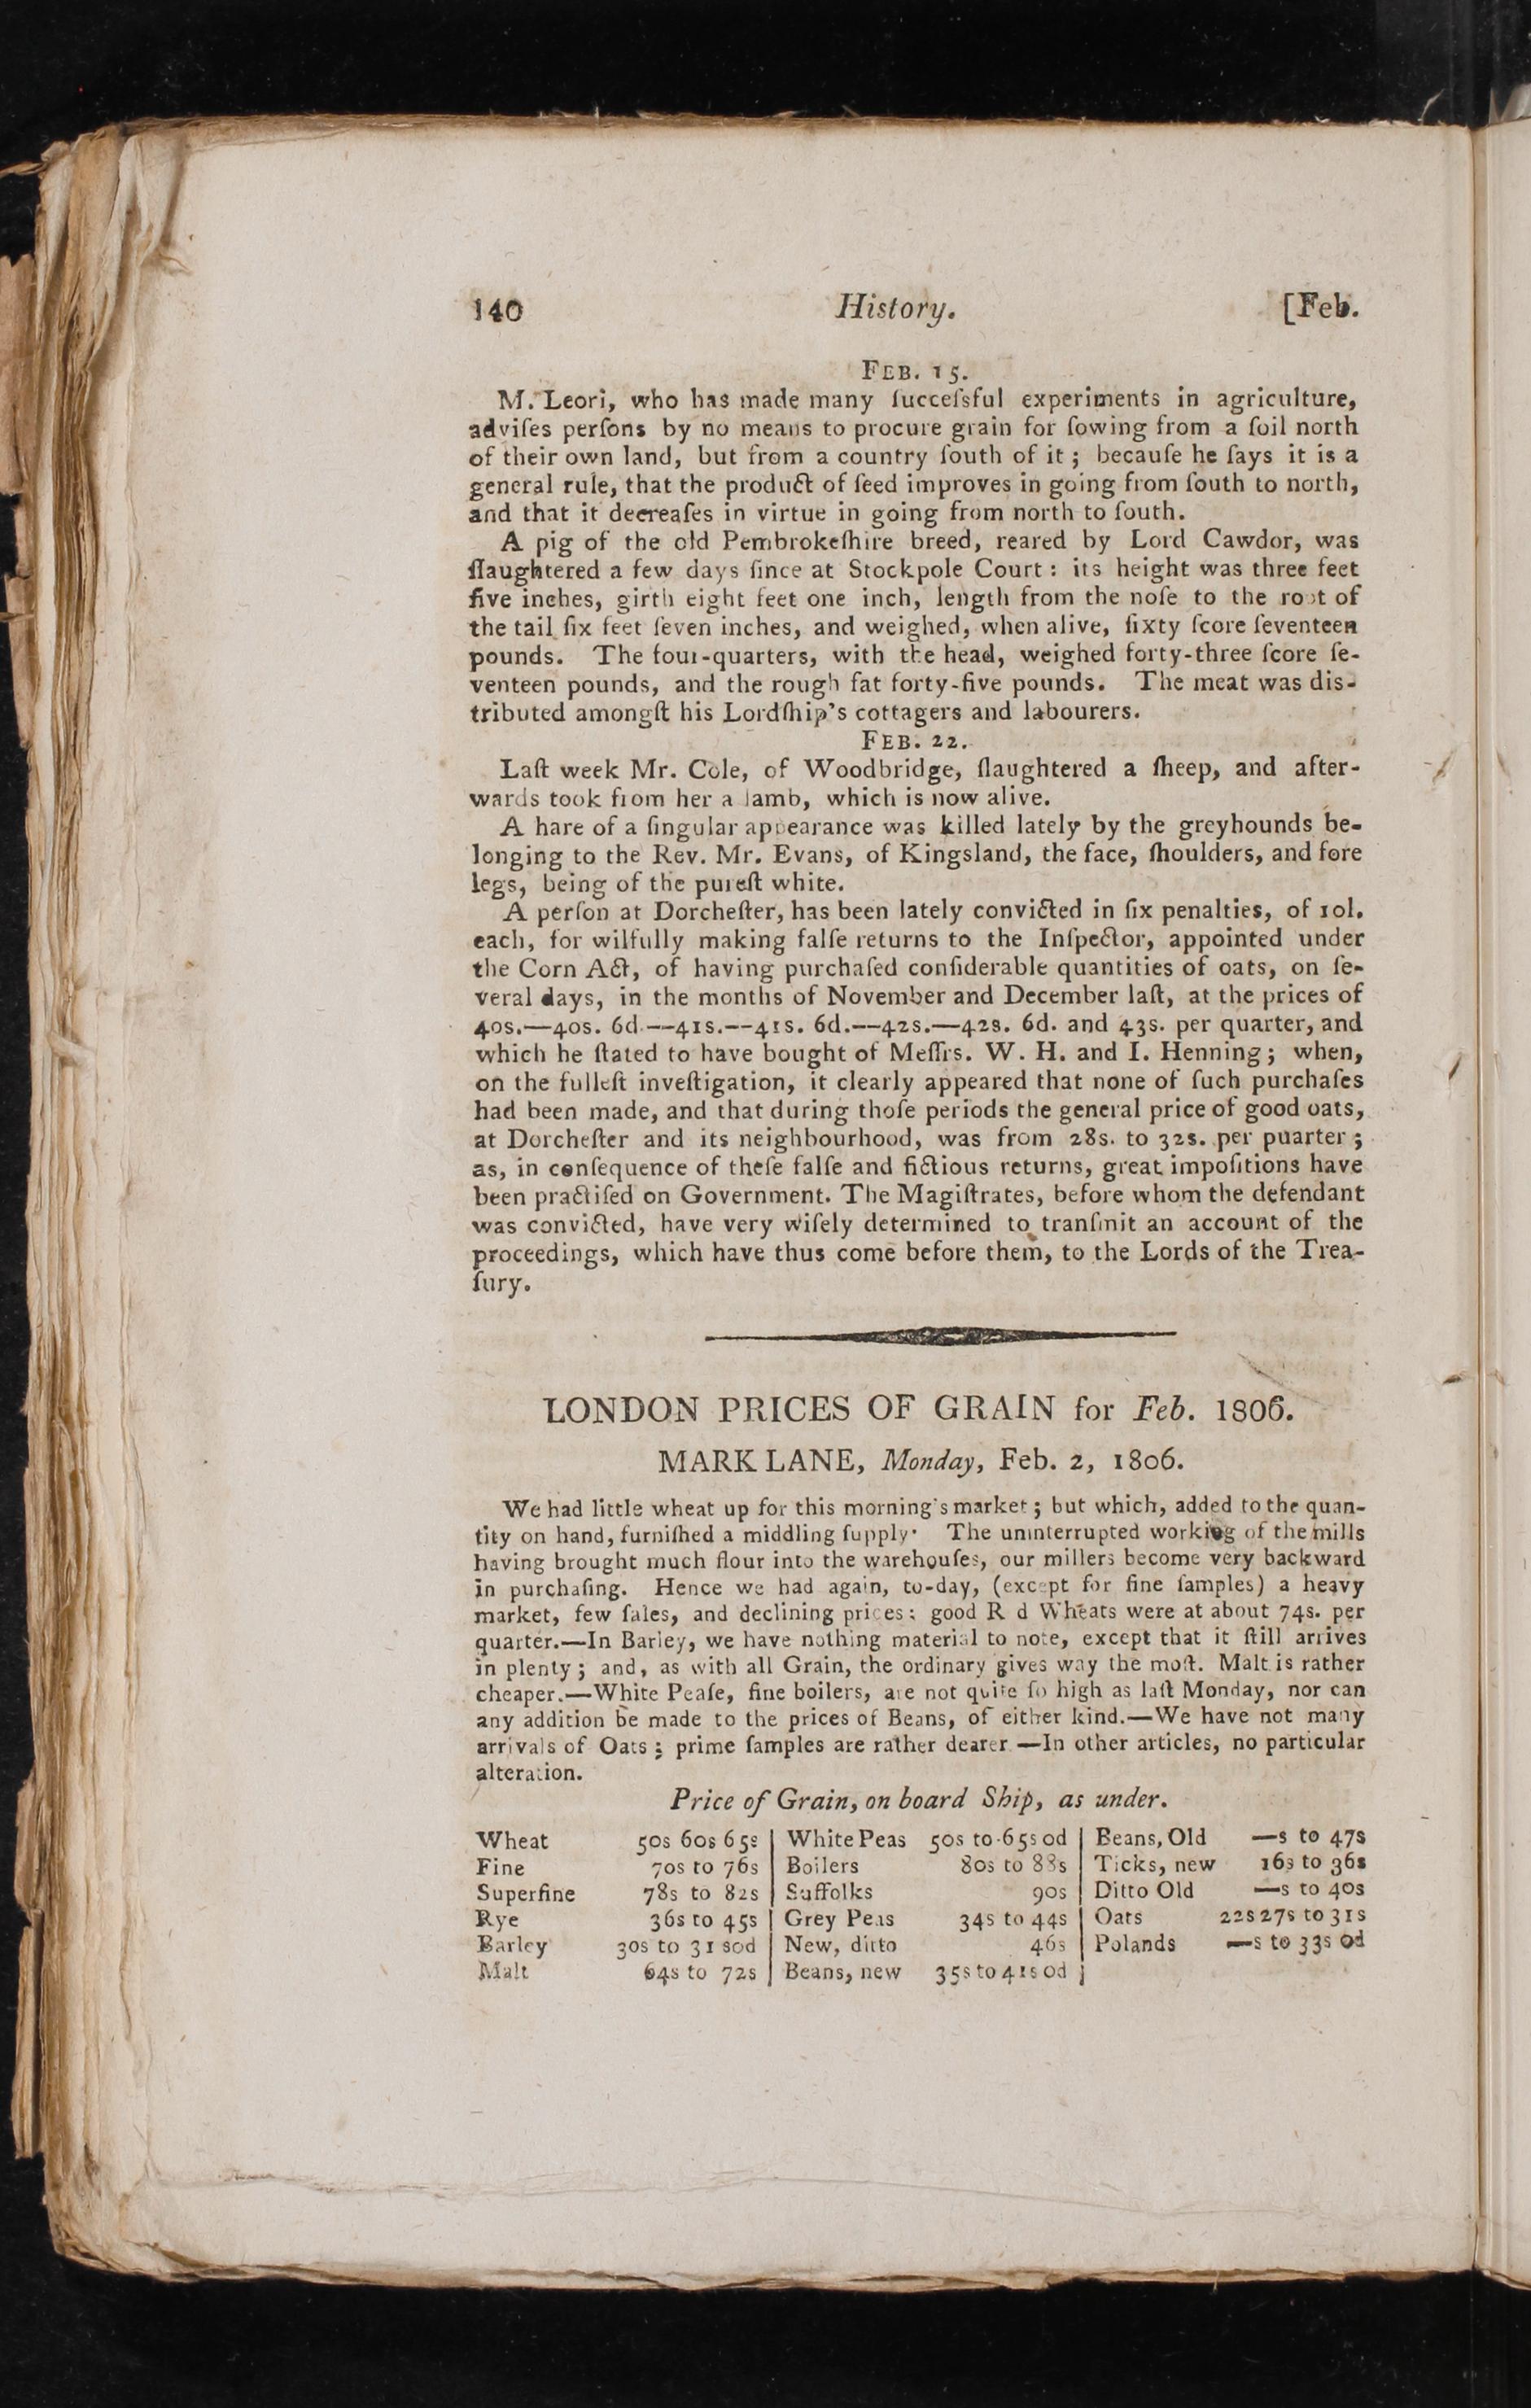 140 History. [Feb.
FEB. 15.
M. Leori, who has made many ſucceſsful experiments in agriculture,
adviſes perſons by no means to procure grain for ſowing from a ſoil north
of their own land, but from a country ſouth of it ; becauſe he ſays it is a
general rule, that the product of ſeed improves in going from ſouth to north,
and that it decreaſes in virtue in going from north to ſouth.
A pig of the old Pembrokeſhire breed, reared by Lord Cawdor, was
ſlaughtered a few days ſince at Stockpole Court : its height was three feet
five inches, girth eight feet one inch, length from the noſe to the root of
the tail ſix feet ſeven inches, and weighed, when alive, ſixty ſcore ſeventeen
pounds. The four-quarters, with the head, weighed forty-three ſcore ſe-
venteen pounds, and the rough fat forty-five pounds. The meat was dis-
tributed amongſt his Lordſhip's cottagers and labourers.
FEB. 22.
Laſt week Mr. Cole, of Woodbridge, ſlaughtered a ſheep, and after-
wards took from her a lamb, which is now alive.
A hare of a ſingular appearance was killed lately by the greyhounds be-
longing to the Rev. Mr. Evans, of Kingsland, the face, ſhoulders, and fore
legs, being of the pureſt white.
A perſon at Dorcheſter, has been lately convicted in ſix penalties, of 10l.
each, for wilfully making falſe returns to the Inſpector, appointed under
the Corn Act, of having purchaſed conſiderable quantities of oats, on ſe-
veral days, in the months of November and December laſt, at the prices of
40s.—40s. 6d.--41s.--41s. 6d.--42s.—42s. 6d. and 43s. per quarter, and
which he ſtated to have bought of Meſſrs. W. H. and I. Henning ; when,
on the fulleſt inveſtigation, it clearly appeared that none of ſuch purchaſes
had been made, and that during thoſe periods the general price of good oats,
at Dorcheſter and its neighbourhood, was from 28s. to 32s. per puarter ;
as, in conſequence of theſe falſe and fictious returns, great impoſitions have
been practiſed on Government. The Magiſtrates, before whom the defendant
was convicted, have very wiſely determined to tranſmit an account of the
proceedings, which have thus come before them, to the Lords of the Trea-
ſury.
LONDON PRICES OF GRAIN for Feb. 1806.
MARK LANE, Monday, Feb. 2, 1806.
We had little wheat up for this morning's market ; but which, added to the quan-
tity on hand, furniſhed a middling ſupply· The uninterrupted working of the mills
having brought much flour into the warehouſes, our millers become very backward
in purchaſing. Hence we had again, to-day, (except for fine ſamples) a heavy
market, few ſales, and declining prices : good R d Wheats were at about 74s. per
quarter.—In Barley, we have nothing material to note, except that it ſtill arrives
in plenty ; and, as with all Grain, the ordinary gives way the moſt. Malt is rather
cheaper.—White Peaſe, fine boilers, are not quite ſo high as laſt Monday, nor can
any addition be made to the prices of Beans, of either kind.—We have not many
arrivals of Oats ; prime ſamples are rather dearer.—In other articles, no particular
alteration.
Price of Grain, on board Ship, as under.
Wheat 50s 60s 65s | White Peas 50s to 65s 0d | Beans, Old —s to 47s
Fine 70s to 76s | Boilers 80s to 88s | Ticks, new 16s to 36s
Superfine 78s to 82s | Suffolks 90s | Ditto Old —s to 40s
Rye 36s to 45s | Grey Peas 34s to 44s | Oats 22s 27s to 31s
Barley 30s to 31s0d | New, ditto 46s | Polands —s to 33s 0d
Malt 64s to 72s | Beans, new 35s to 41s 0d |